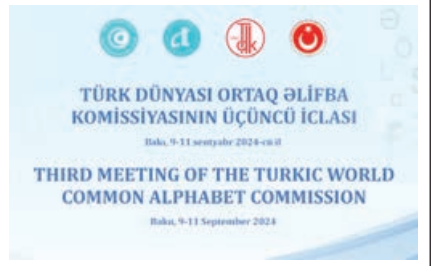 TÜRK DÜNYASI ORTAQ ƏLİFBA
KOMİSSİYASININ ÜÇÜNCÜ İCLASI
Bakı, 9-11 sentyabr 2024-cü il
THIRD MEETING OF THE TURKIC WORLD
COMMON ALPHABET COMMISSION
Baku, 9-11 September 2024